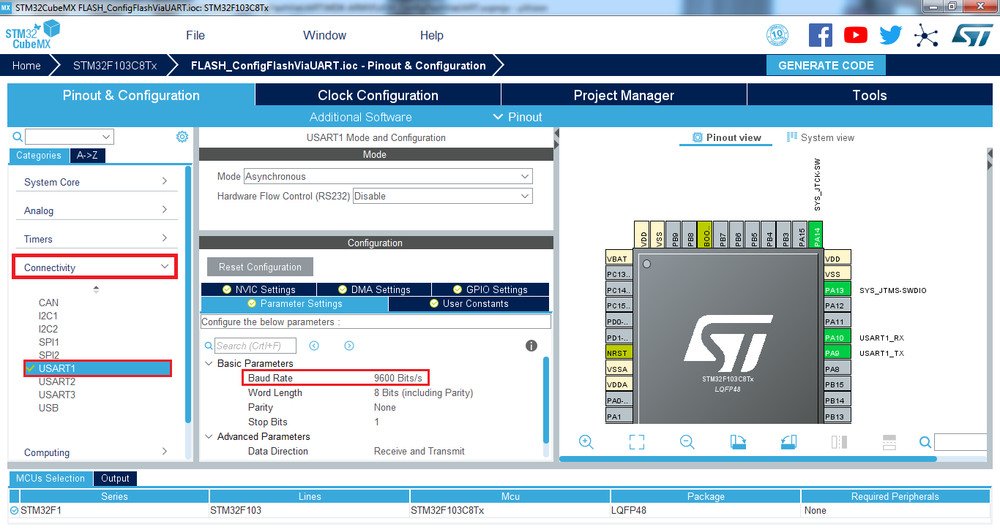 MX STM32CubeMX FLASH_ConfigFlashViaUART.ioc: STM32F103C8Tx
STM32
CubeMX
File Window Help
10
Home STM32F103C8Tx FLASH_ConfigFlashViaUART.ioc - Pinout & Configuration GENERATE CODE
Pinout & Configuration Clock Configuration Project Manager Tools
Additional Software Pinout
Categories A->Z
System Core
Analog
Timers
Connectivity
CAN
I2C1
I2C2
SPI1
SPI2
USART1
USART2
USART3
USB
Computing
USART1 Mode and Configuration
Mode
Mode Asynchronous
Hardware Flow Control (RS232) Disable
Configuration
Reset Configuration
NVIC Settings DMA Settings GPIO Settings
Parameter Settings User Constants
Configure the below parameters :
Search (CrtI+F)
Basic Parameters
Baud Rate 9600 Bits/s
Word Length 8 Bits (including Parity)
Parity None
Stop Bits 1
Advanced Parameters
Data Direction Receive and Transmit
Pinout view System view
SYS_JTCK-SW
VDD VSS PB9 PB8 BOO.. PB7 PB6 PB5 PB4 PB3 PA15 PA14
VBAT VDD
PC13.. VSS
PC14.. PA13 SYS_JTMS-SWDIO
PC15.. PA12
PD0-.. PA11
PD1-.. PA10 USART1_RX
NRST PA9 USART1_TX
VSSA PA8
VDDA PB15
PA0-.. PB14
PA1 PB13
ST
STM32F103C8Tx
LQFP48
MCUs Selection Output
Series Lines Mcu Package Required Peripherals
STM32F1 STM32F103 STM32F103C8Tx LQFP48 None